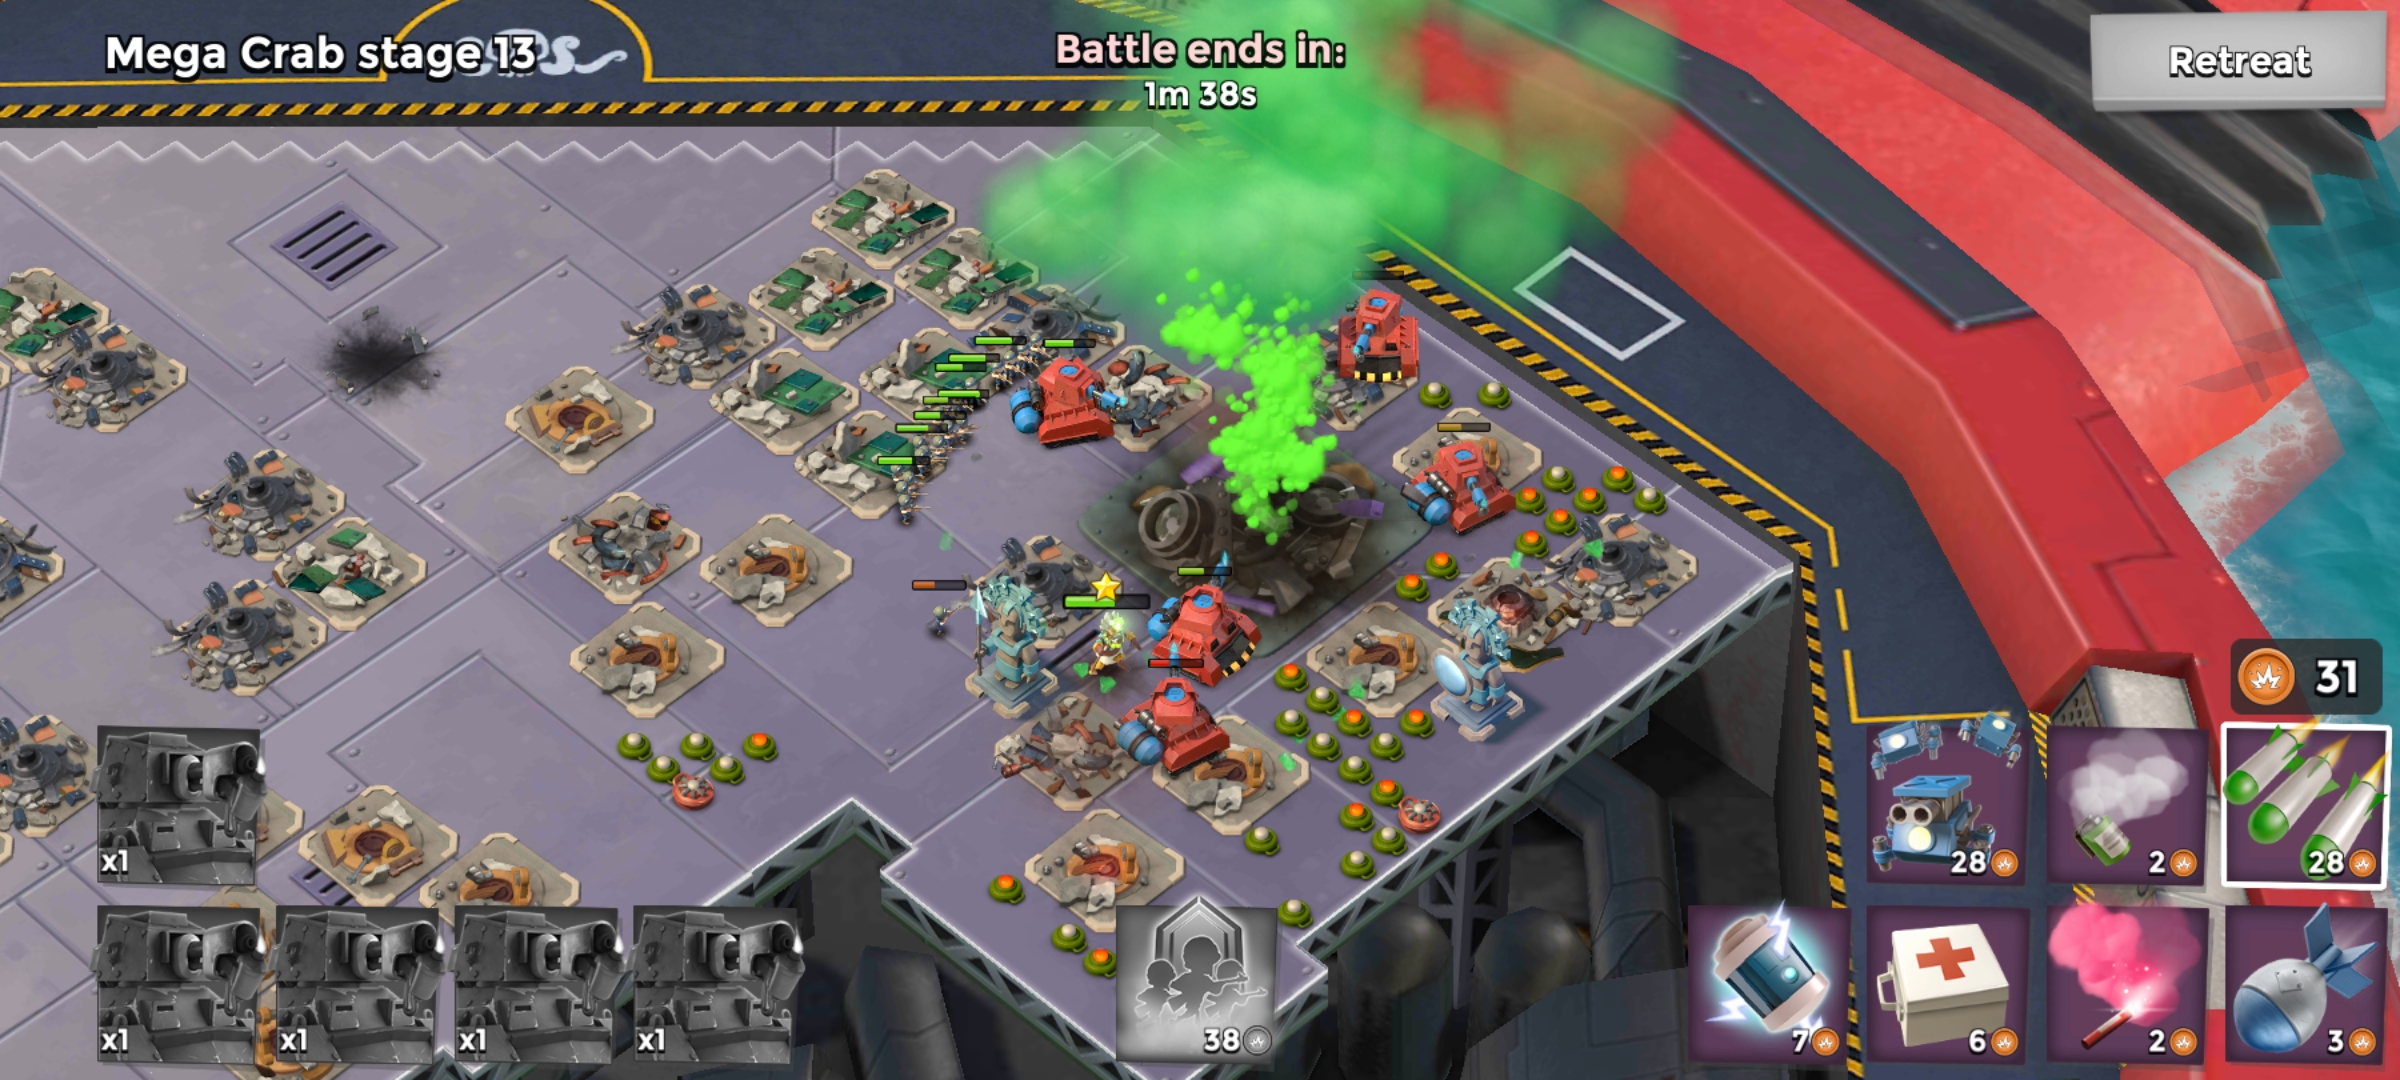 Mega Crab stage 13
Battle ends in:
1m 38s
Retreat
31
x1
28
2
28
x1
x1
x1
x1
38
7
6
2
3